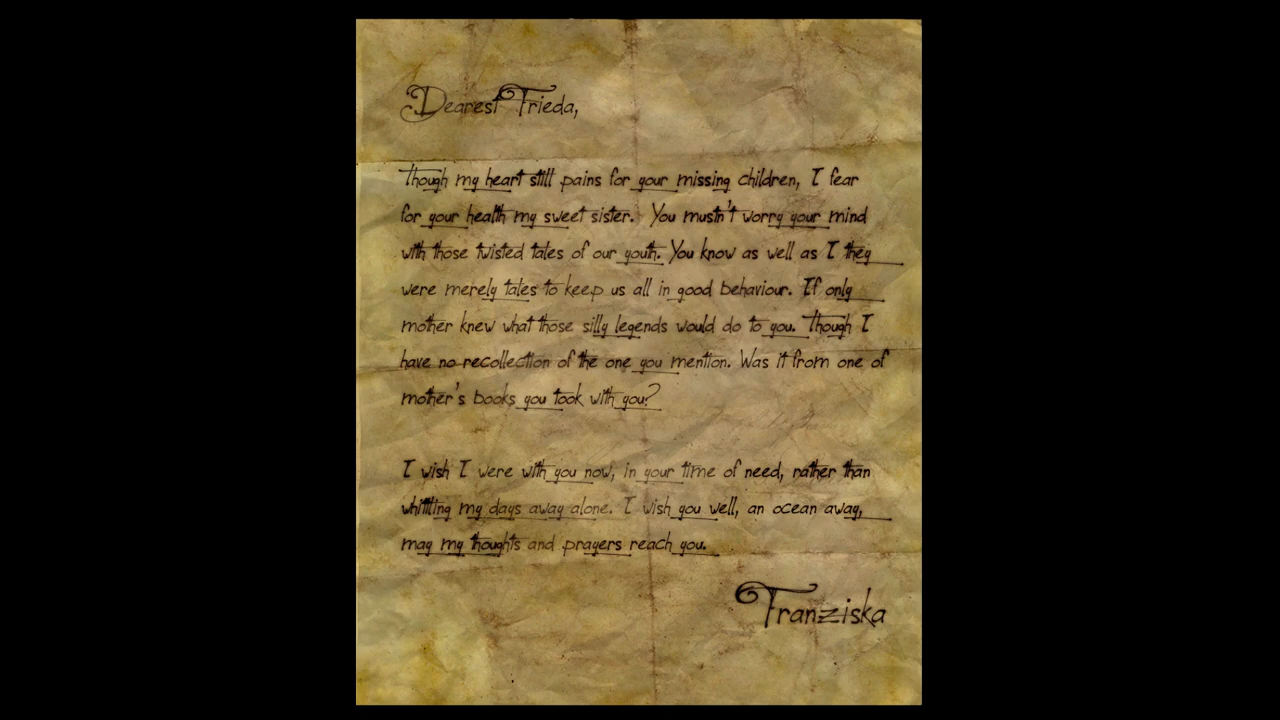 Dearest Frieda,
Though my heart still pains for your missing children, I fear
for your health my sweet sister. You mustn't worry your mind
with those twisted tales of our youth. You know as well as I they
were merely tales to keep us all in good behaviour. If only
mother knew what those silly legends would do to you. Though I
have no recollection of the one you mention. Was it from one of
mother's books you took with you?
I wish I were with you now, in your time of need, rather than
whittling my days away alone. I wish you well, an ocean away,
may my thoughts and prayers reach you.
Franziska